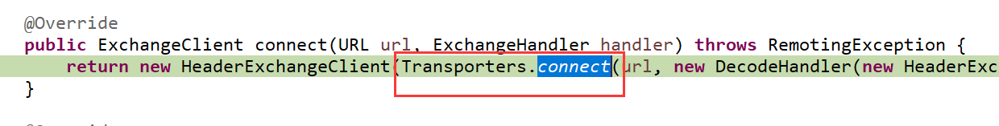 @Override
public ExchangeClient connect(URL url, ExchangeHandler handler) throws RemotingException {
return new HeaderExchangeClient(Transporters.connect(url, new DecodeHandler(new HeaderExc
}